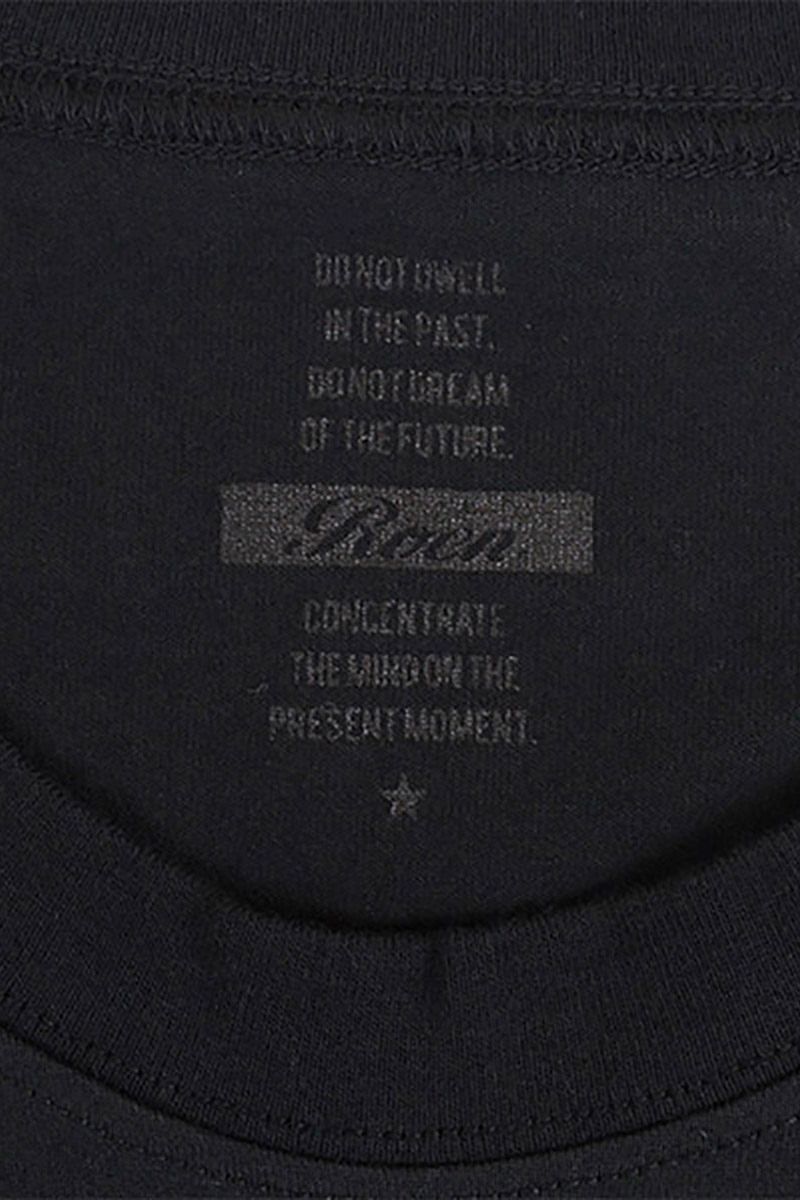 DO NOT DWELL
IN THE PAST.
DO NOT DREAM
OF THE FUTURE.
Roen
CONCENTRATE
THE MIND ON THE
PRESENT MOMENT.